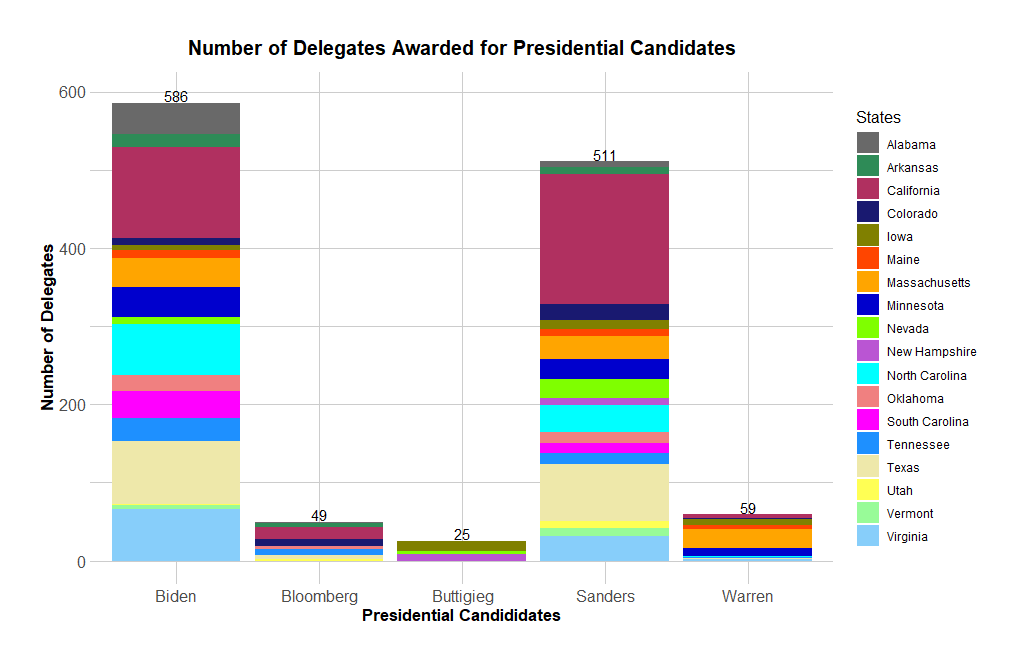 Number of Delegates Awarded for Presidential Candidates
Number of Delegates
600
400
200
0
586
49
25
511
59
Biden
Bloomberg
Buttigieg
Sanders
Warren
Presidential Candididates
States
Alabama
Arkansas
California
Colorado
Iowa
Maine
Massachusetts
Minnesota
Nevada
New Hampshire
North Carolina
Oklahoma
South Carolina
Tennessee
Texas
Utah
Vermont
Virginia